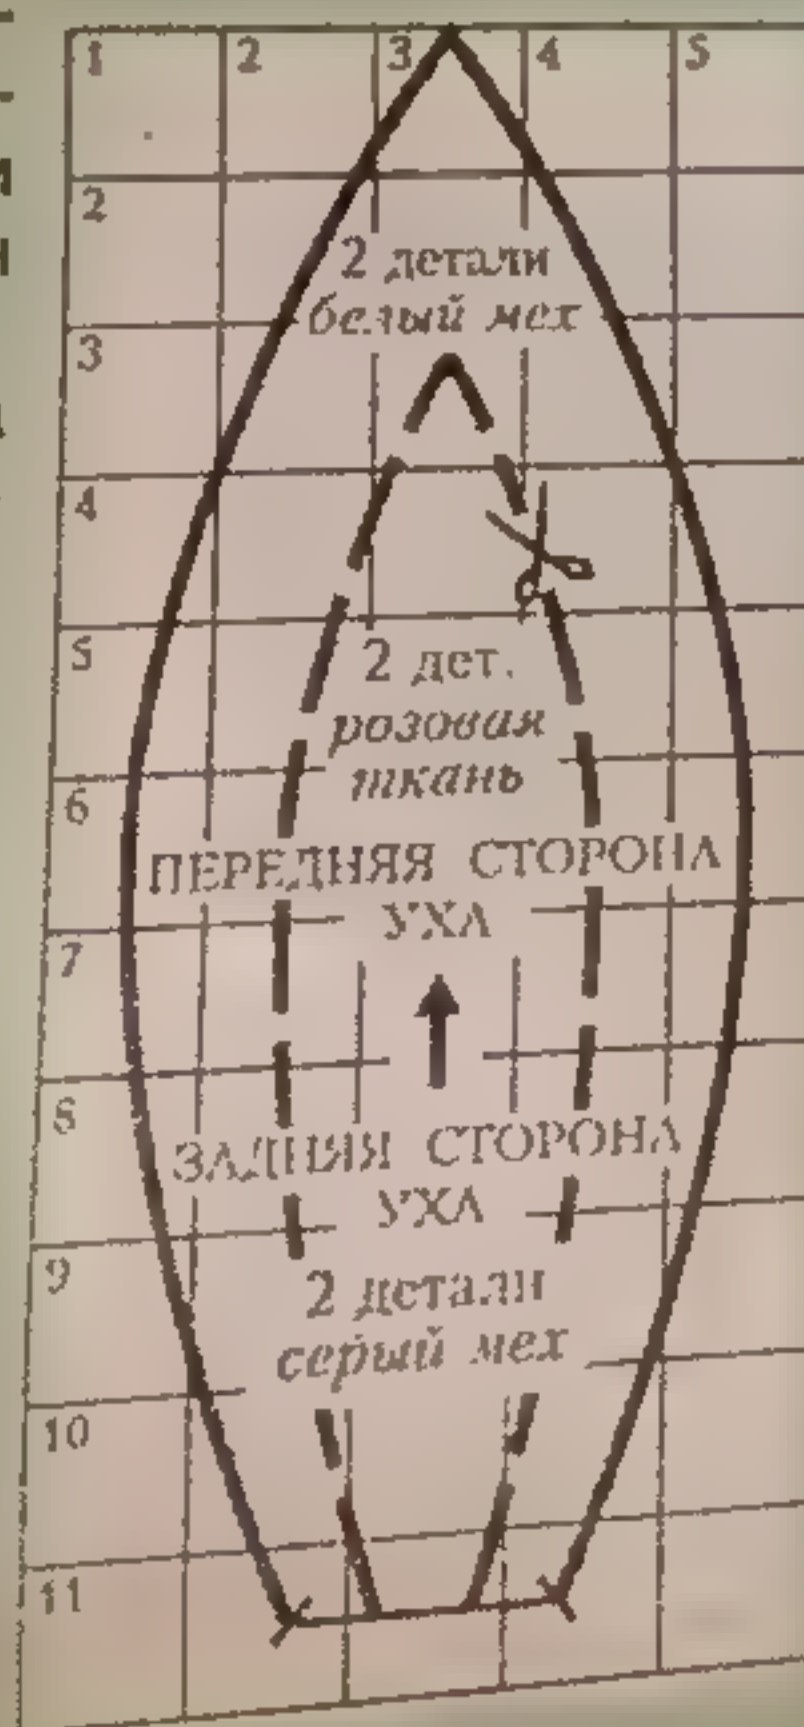 1 2 3 4 5
2
2 детали
белый мех
3
4
5
2 дет.
розовая
ткань
6
ПЕРЕДНЯЯ СТОРОНА
УХА
7
8
ЗАДНЯЯ СТОРОНА
УХА
9
2 детали
серый мех
10
11